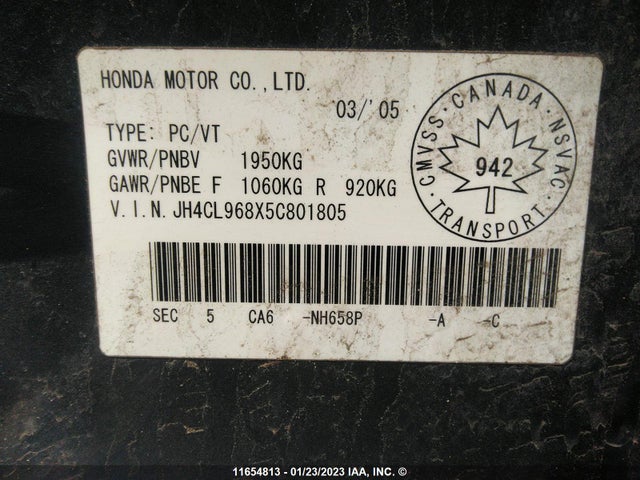 HONDA MOTOR CO.,LTD.
03/'05
TYPE: PC/VT
GVWR/PNBV 1950KG
GAWR/PNBE F 1060KG R 920KG
V.I.N. JH4CL968X5C801805
CMVSS · CANADA · NSVAC
942
TRANSPORT
SEC 5 CA6 -NH658P -A -C
11654813 - 01/23/2023 IAA, INC. ©